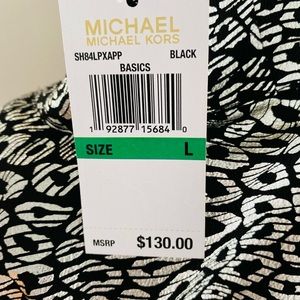 MICHAEL
MICHAEL KORS
SH84LPXAPP BLACK
BASICS
1 92877 15684 0
SIZE L
MSRP $130.00